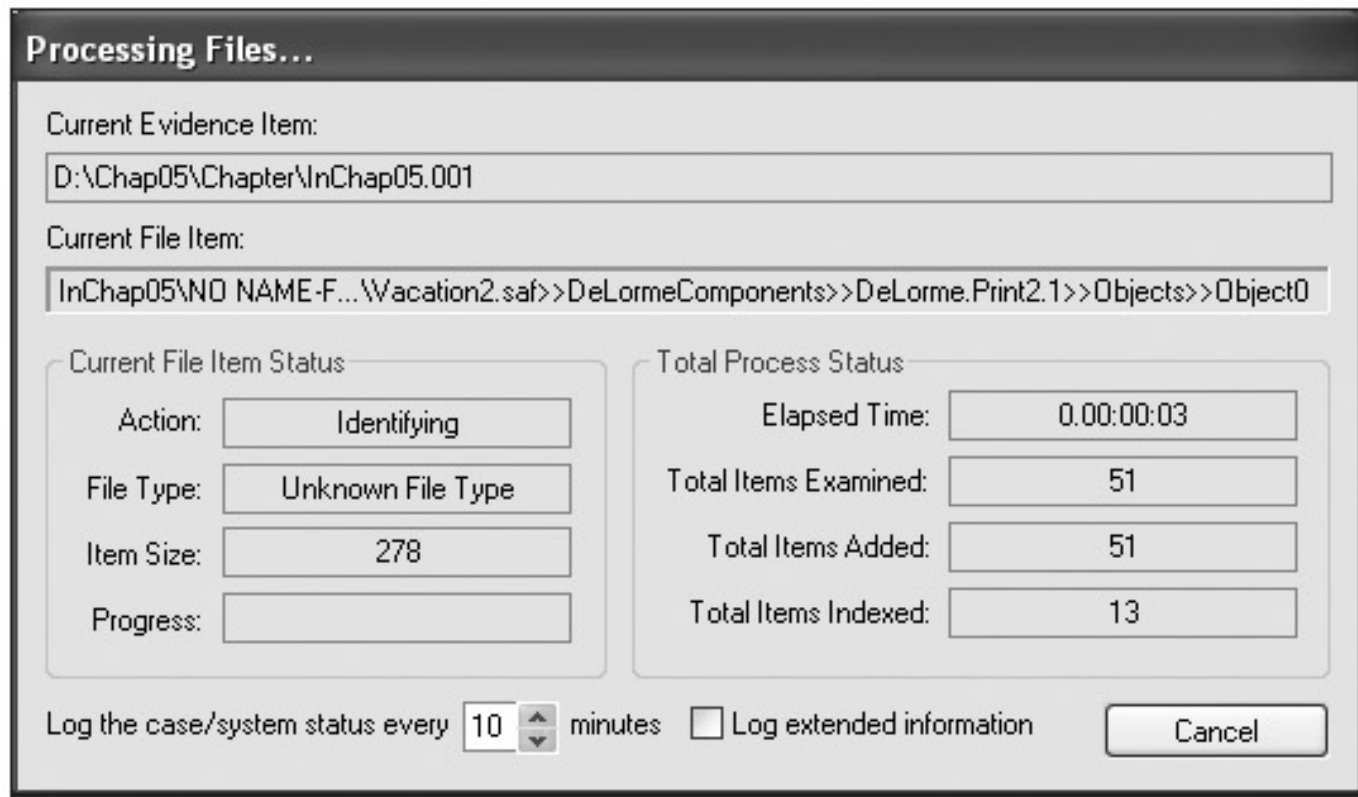 Processing Files...
Current Evidence Item:
D:\Chap05\Chapter\InChap05.001
Current File Item:
InChap05\NO NAME-F...\Vacation2.saf>>DeLormeComponents>>DeLorme.Print2.1>>Objects>>Object0
Current File Item Status
Action: Identifying
File Type: Unknown File Type
Item Size: 278
Progress:
Total Process Status
Elapsed Time: 0.00:00:03
Total Items Examined: 51
Total Items Added: 51
Total Items Indexed: 13
Log the case/system status every 10 minutes Log extended information Cancel